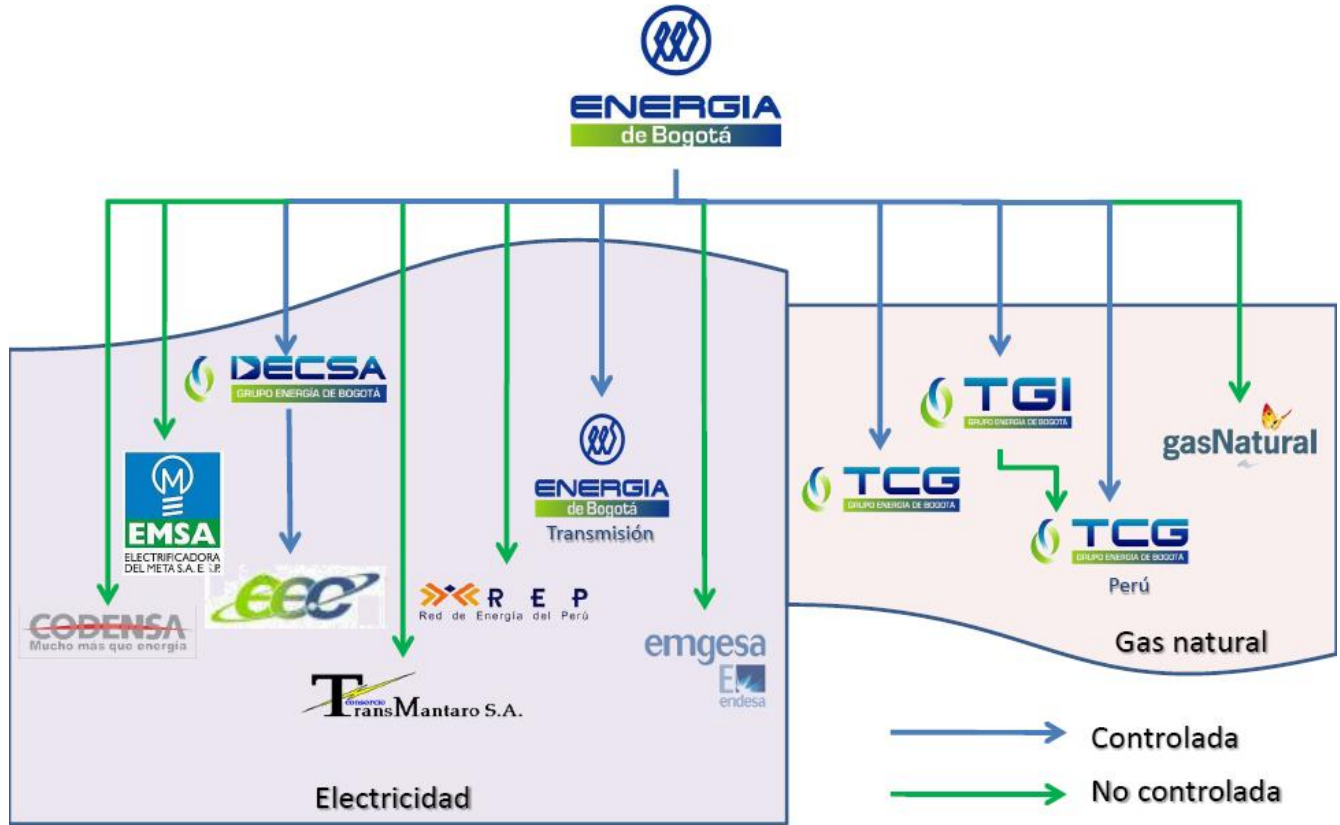 ENERGIA
de Bogotá
DECSA
GRUPO ENERGÍA DE BOGOTÁ
M
EMSA
ELECTRIFICADORA
DEL META S.A. E.S.P.
CODENSA
Mucho más que energía
eec
R E P
Red de Energía del Perú
consorcio
TransMantaro S.A.
ENERGIA
de Bogotá
Transmisión
emgesa
E
endesa
Electricidad
TCG
GRUPO ENERGÍA DE BOGOTÁ
TGI
GRUPO ENERGÍA DE BOGOTÁ
TCG
GRUPO ENERGÍA DE BOGOTÁ
Perú
gasNatural
Gas natural
Controlada
No controlada